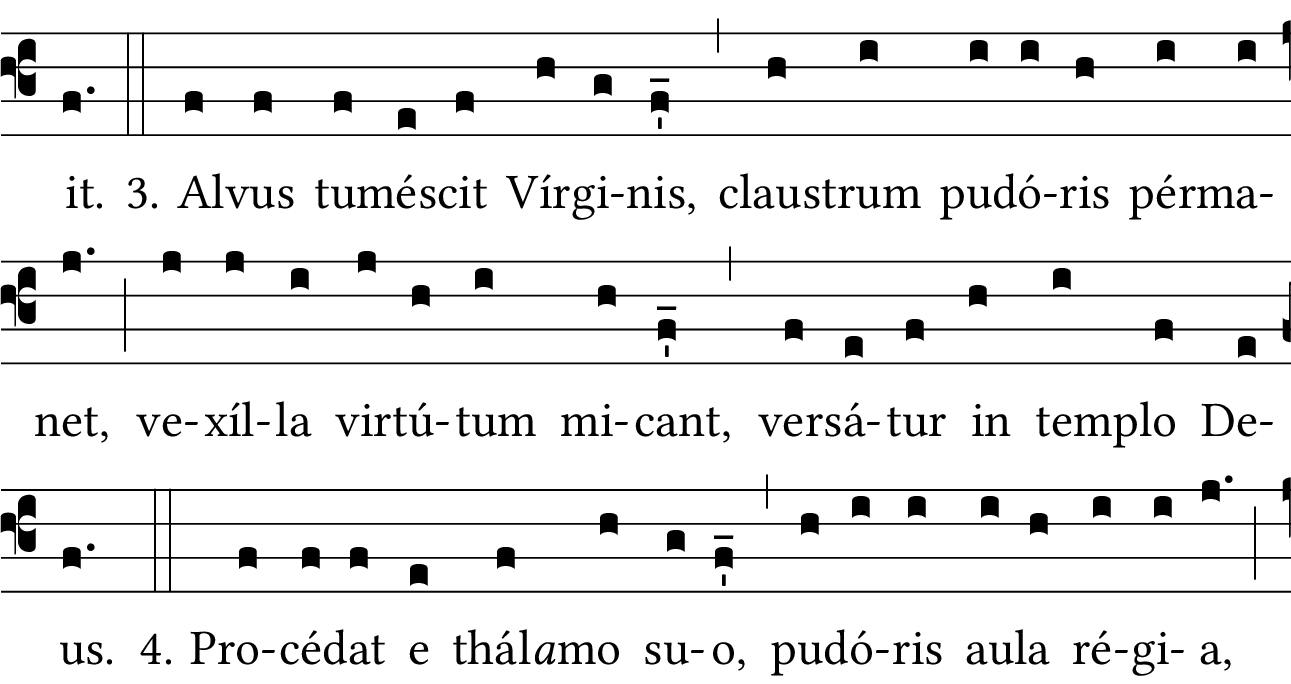 it. 3. Alvus tuméscit Vírgi-nis, claustrum pudó-ris pérma-
net, ve-xíl-la virtú-tum mi-cant, versá-tur in templo De-
us. 4. Pro-cédat e thálamo su-o, pudó-ris aula ré-gi-a,